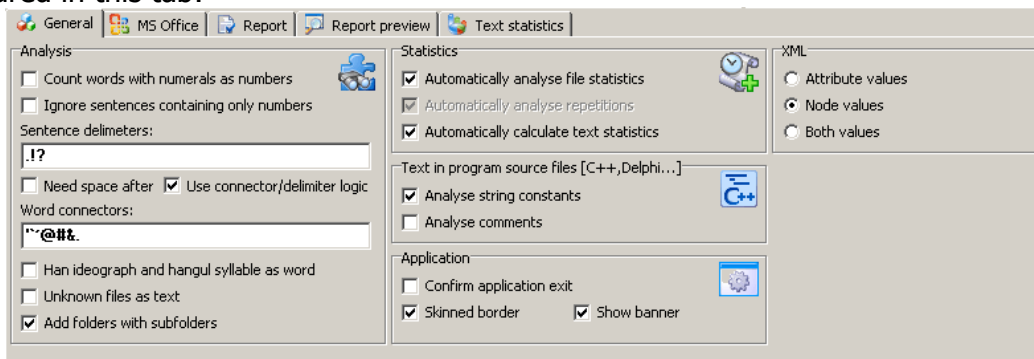 General MS Office Report Report preview Text statistics
Analysis
Count words with numerals as numbers
Ignore sentences containing only numbers
Sentence delimeters:
.!?
Need space after Use connector/delimiter logic
Word connectors:
'`@#&.
Han ideograph and hangul syllable as word
Unknown files as text
Add folders with subfolders
Statistics
Automatically analyse file statistics
Automatically analyse repetitions
Automatically calculate text statistics
Text in program source files [C++,Delphi...]
C++
Analyse string constants
Analyse comments
Application
Confirm application exit
Skinned border Show banner
XML
Attribute values
Node values
Both values